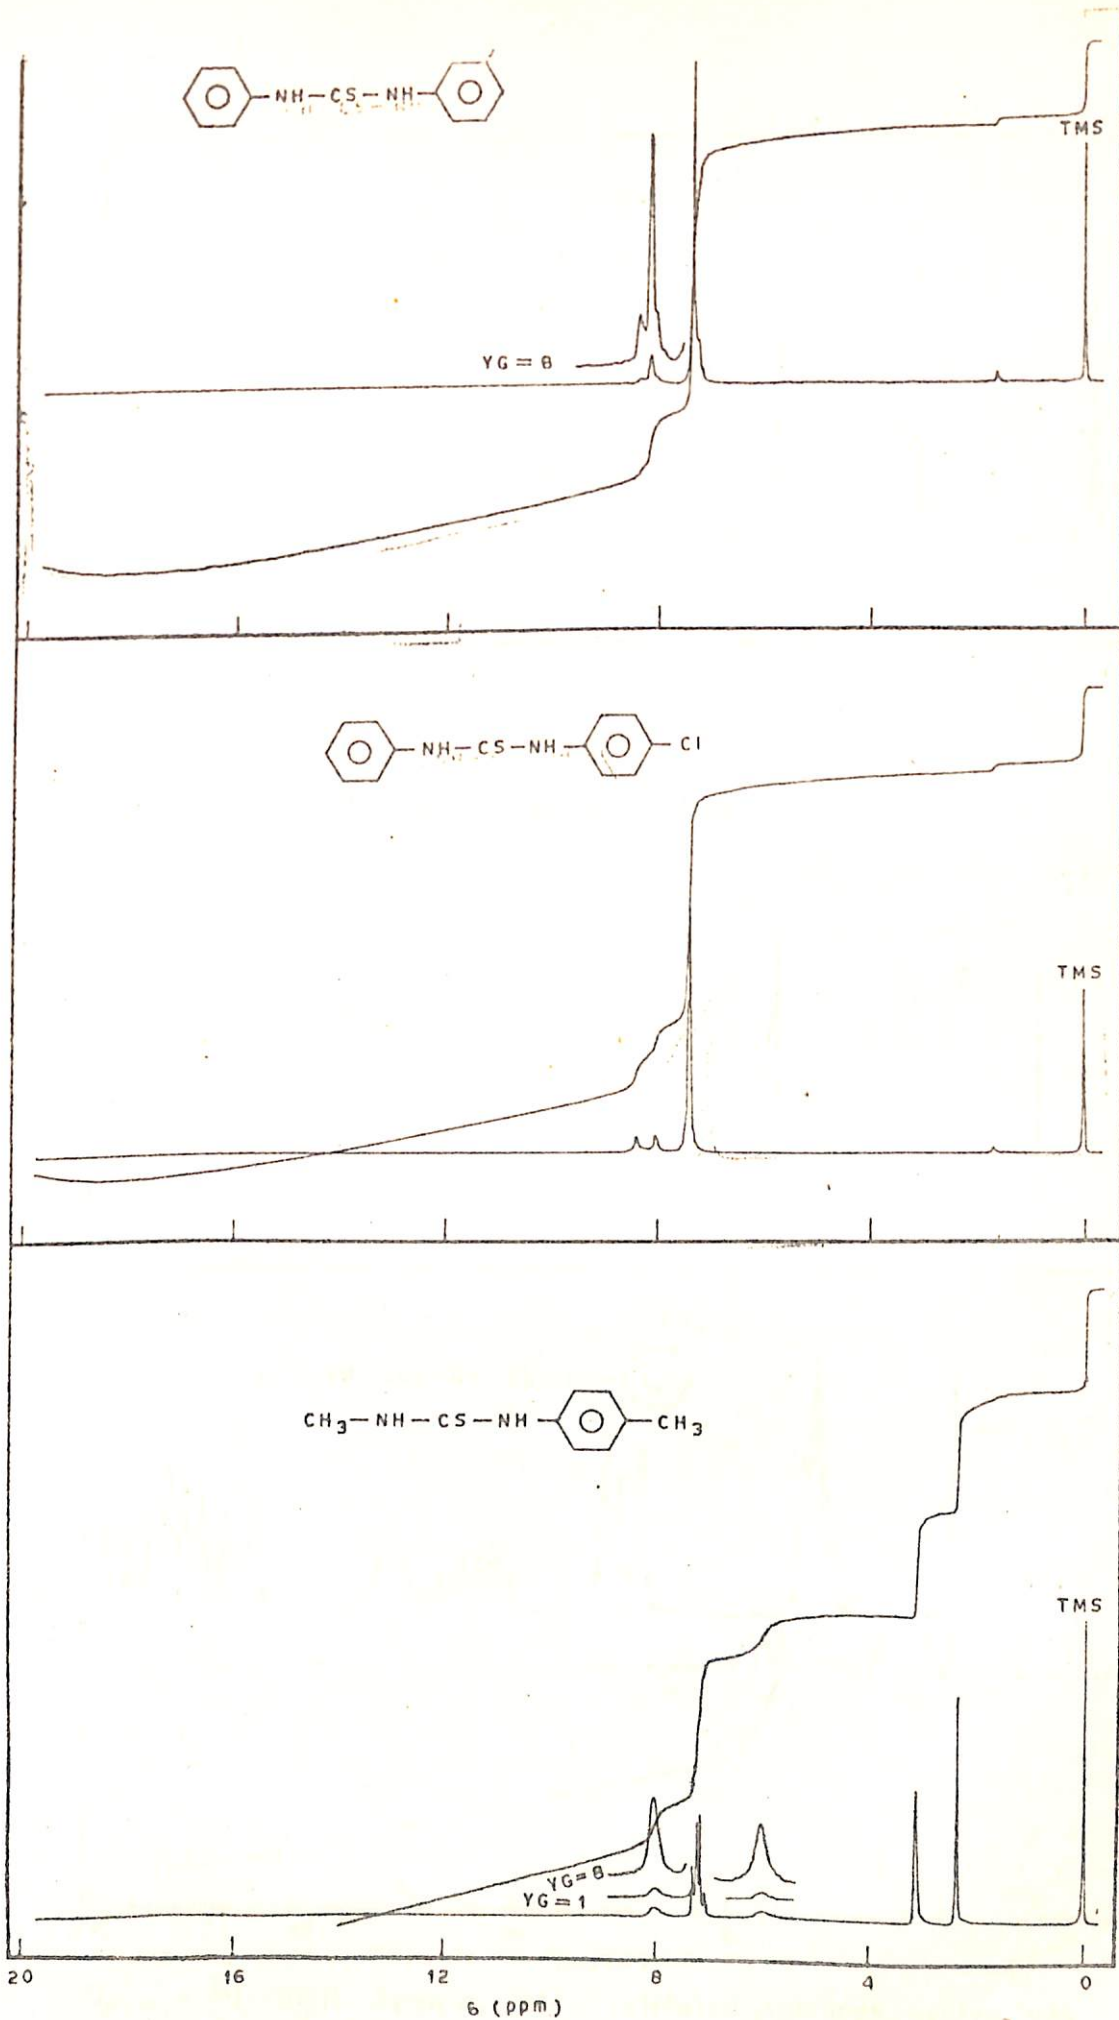 NH—CS—NH
TMS
YG=8
NH—CS—NH
Cl
TMS
CH3—NH—CS—NH
CH3
TMS
YG=8
YG=1
20 16 12 8 4 0
δ (ppm)